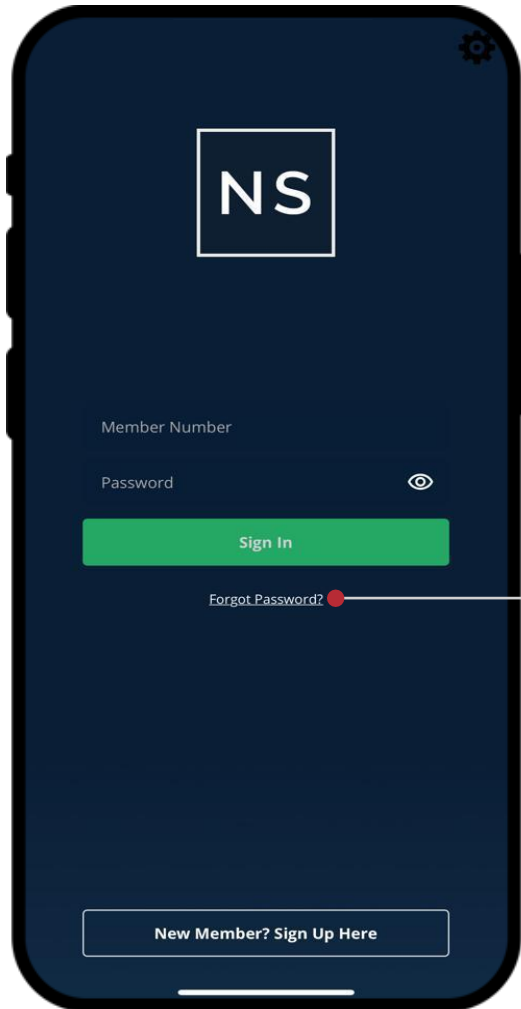 NS
Member Number
Password
Sign In
Forgot Password?
New Member? Sign Up Here